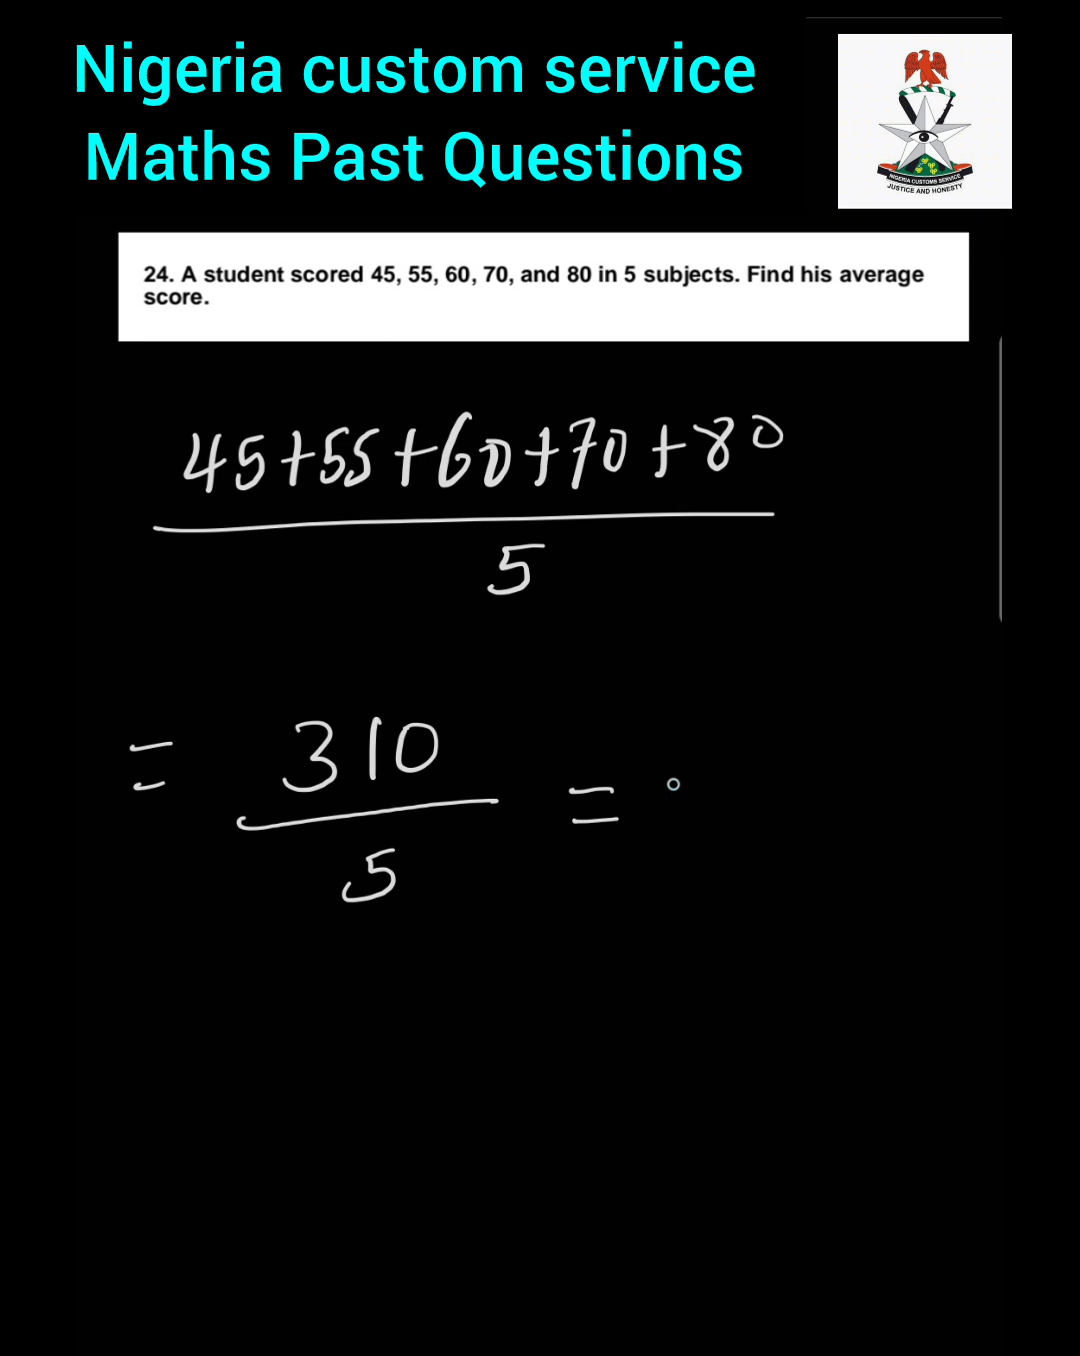 Nigeria custom service
Maths Past Questions
NIGERIA CUSTOMS SERVICE
JUSTICE AND HONESTY
24. A student scored 45, 55, 60, 70, and 80 in 5 subjects. Find his average
score.
45+55+60+70+80
5
= 310 =
5